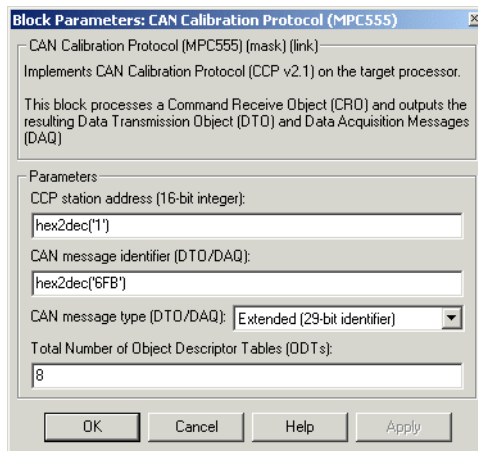 Block Parameters: CAN Calibration Protocol (MPC555)
CAN Calibration Protocol (MPC555) (mask) (link)
Implements CAN Calibration Protocol (CCP v2.1) on the target processor.
This block processes a Command Receive Object (CRO) and outputs the
resulting Data Transmission Object (DTO) and Data Acquisition Messages
(DAQ)
Parameters
CCP station address (16-bit integer):
hex2dec('1')
CAN message identifier (DTO/DAQ):
hex2dec('6FB')
CAN message type (DTO/DAQ): Extended (29-bit identifier)
Total Number of Object Descriptor Tables (ODTs):
8
OK Cancel Help Apply